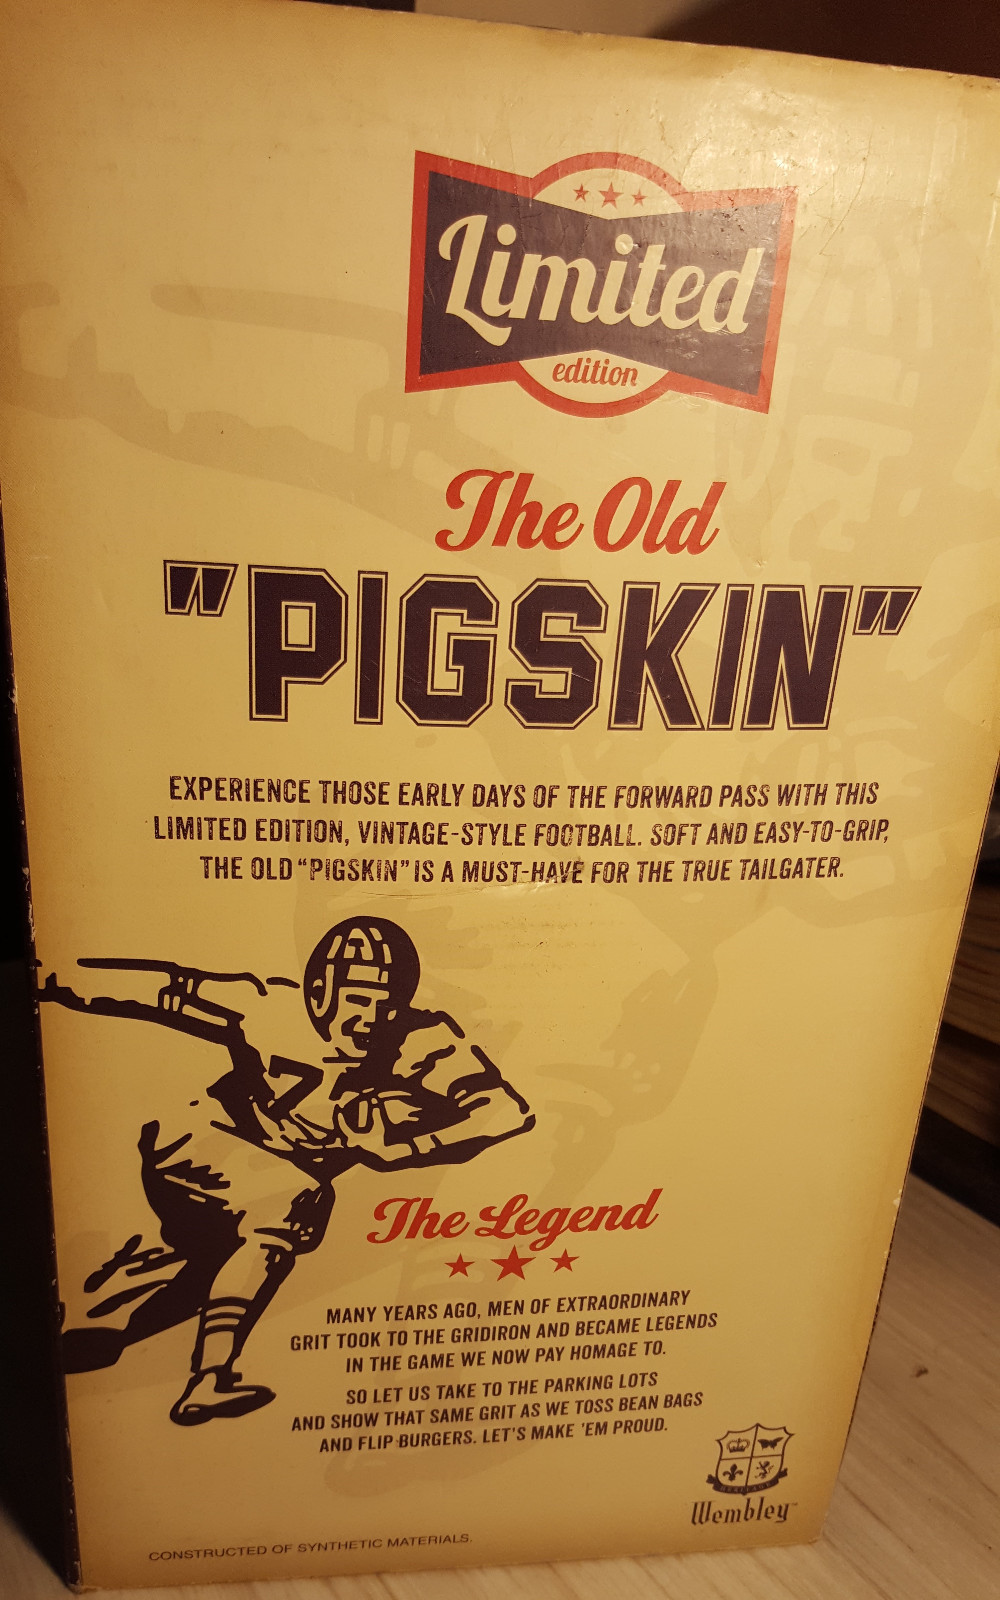 Limited
edition
The Old
"PIGSKIN"
EXPERIENCE THOSE EARLY DAYS OF THE FORWARD PASS WITH THIS
LIMITED EDITION, VINTAGE-STYLE FOOTBALL. SOFT AND EASY-TO-GRIP,
THE OLD "PIGSKIN" IS A MUST-HAVE FOR THE TRUE TAILGATER.
77
The Legend
MANY YEARS AGO, MEN OF EXTRAORDINARY
GRIT TOOK TO THE GRIDIRON AND BECAME LEGENDS
IN THE GAME WE NOW PAY HOMAGE TO.
SO LET US TAKE TO THE PARKING LOTS
AND SHOW THAT SAME GRIT AS WE TOSS BEAN BAGS
AND FLIP BURGERS. LET'S MAKE 'EM PROUD.
Wembley™
CONSTRUCTED OF SYNTHETIC MATERIALS.